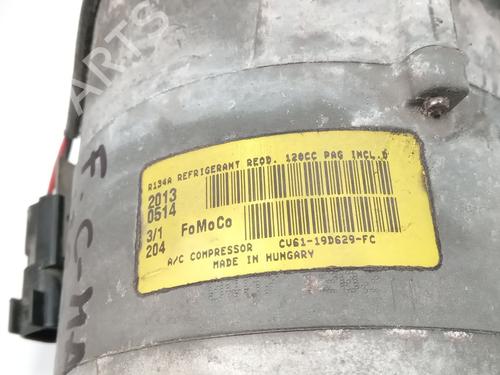 R134A REFRIGERANT REQD. 120CC PAG INCL.
2013
0514
3/1
204
FoMoCo
A/C COMPRESSOR CV61-19D629-FC
MADE IN HUNGARY
PARTS